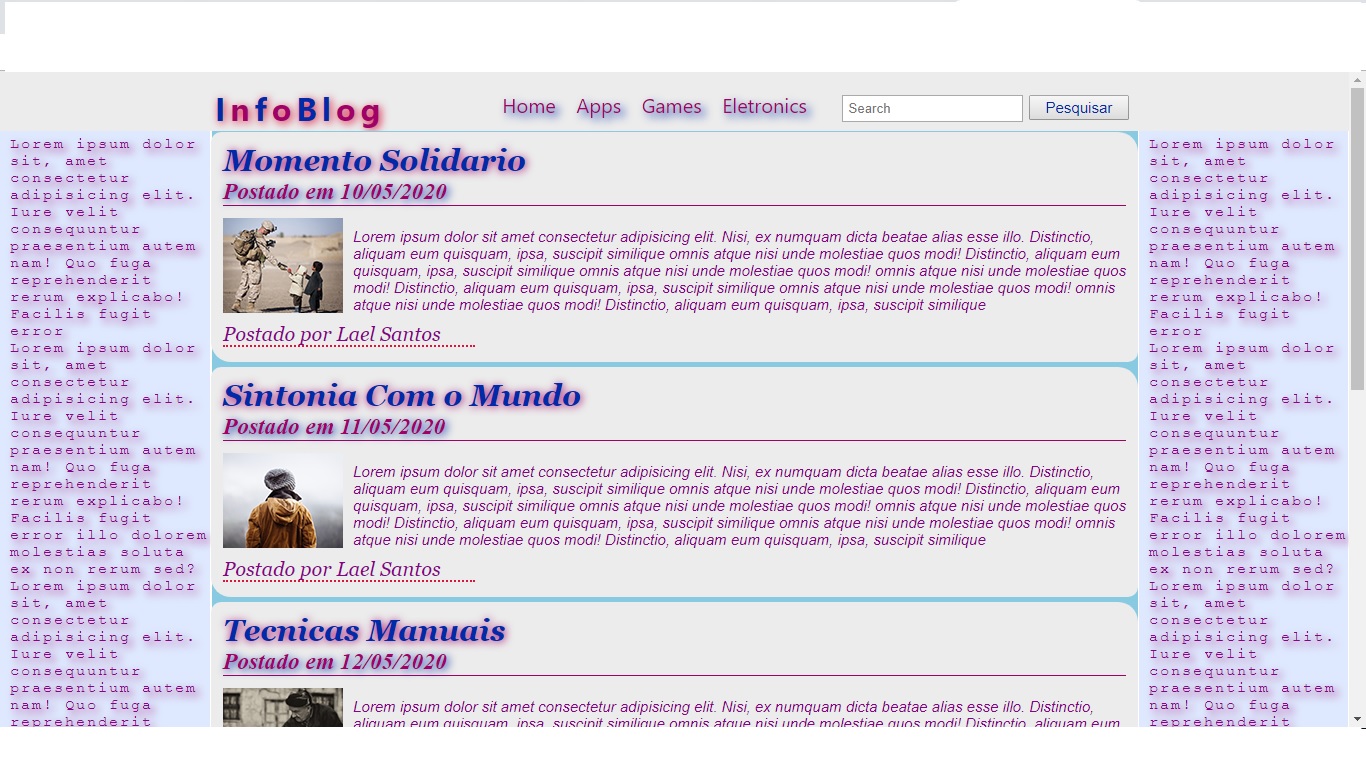 InfoBlog
Home Apps Games Eletronics
Search
Pesquisar
Lorem ipsum dolor
sit, amet
consectetur
adipisicing elit.
Iure velit
consequuntur
praesentium autem
nam! Quo fuga
reprehenderit
rerum explicabo!
Facilis fugit
error
Lorem ipsum dolor
sit, amet
consectetur
adipisicing elit.
Iure velit
consequuntur
praesentium autem
nam! Quo fuga
reprehenderit
rerum explicabo!
Facilis fugit
error illo dolorem
molestias soluta
ex non rerum sed?
Lorem ipsum dolor
sit, amet
consectetur
adipisicing elit.
Iure velit
consequuntur
praesentium autem
nam! Quo fuga
reprehenderit
Momento Solidario
Postado em 10/05/2020
Lorem ipsum dolor sit amet consectetur adipisicing elit. Nisi, ex numquam dicta beatae alias esse illo. Distinctio,
aliquam eum quisquam, ipsa, suscipit similique omnis atque nisi unde molestiae quos modi! Distinctio, aliquam eum
quisquam, ipsa, suscipit similique omnis atque nisi unde molestiae quos modi! omnis atque nisi unde molestiae quos
modi! Distinctio, aliquam eum quisquam, ipsa, suscipit similique omnis atque nisi unde molestiae quos modi! omnis
atque nisi unde molestiae quos modi! Distinctio, aliquam eum quisquam, ipsa, suscipit similique
Postado por Lael Santos
Sintonia Com o Mundo
Postado em 11/05/2020
Lorem ipsum dolor sit amet consectetur adipisicing elit. Nisi, ex numquam dicta beatae alias esse illo. Distinctio,
aliquam eum quisquam, ipsa, suscipit similique omnis atque nisi unde molestiae quos modi! Distinctio, aliquam eum
quisquam, ipsa, suscipit similique omnis atque nisi unde molestiae quos modi! omnis atque nisi unde molestiae quos
modi! Distinctio, aliquam eum quisquam, ipsa, suscipit similique omnis atque nisi unde molestiae quos modi! omnis
atque nisi unde molestiae quos modi! Distinctio, aliquam eum quisquam, ipsa, suscipit similique
Postado por Lael Santos
Tecnicas Manuais
Postado em 12/05/2020
Lorem ipsum dolor sit amet consectetur adipisicing elit. Nisi, ex numquam dicta beatae alias esse illo. Distinctio,
aliquam eum quisquam, ipsa, suscipit similique omnis atque nisi unde molestiae quos modi! Distinctio, aliquam eum
Lorem ipsum dolor
sit, amet
consectetur
adipisicing elit.
Iure velit
consequuntur
praesentium autem
nam! Quo fuga
reprehenderit
rerum explicabo!
Facilis fugit
error
Lorem ipsum dolor
sit, amet
consectetur
adipisicing elit.
Iure velit
consequuntur
praesentium autem
nam! Quo fuga
reprehenderit
rerum explicabo!
Facilis fugit
error illo dolorem
molestias soluta
ex non rerum sed?
Lorem ipsum dolor
sit, amet
consectetur
adipisicing elit.
Iure velit
consequuntur
praesentium autem
nam! Quo fuga
reprehenderit